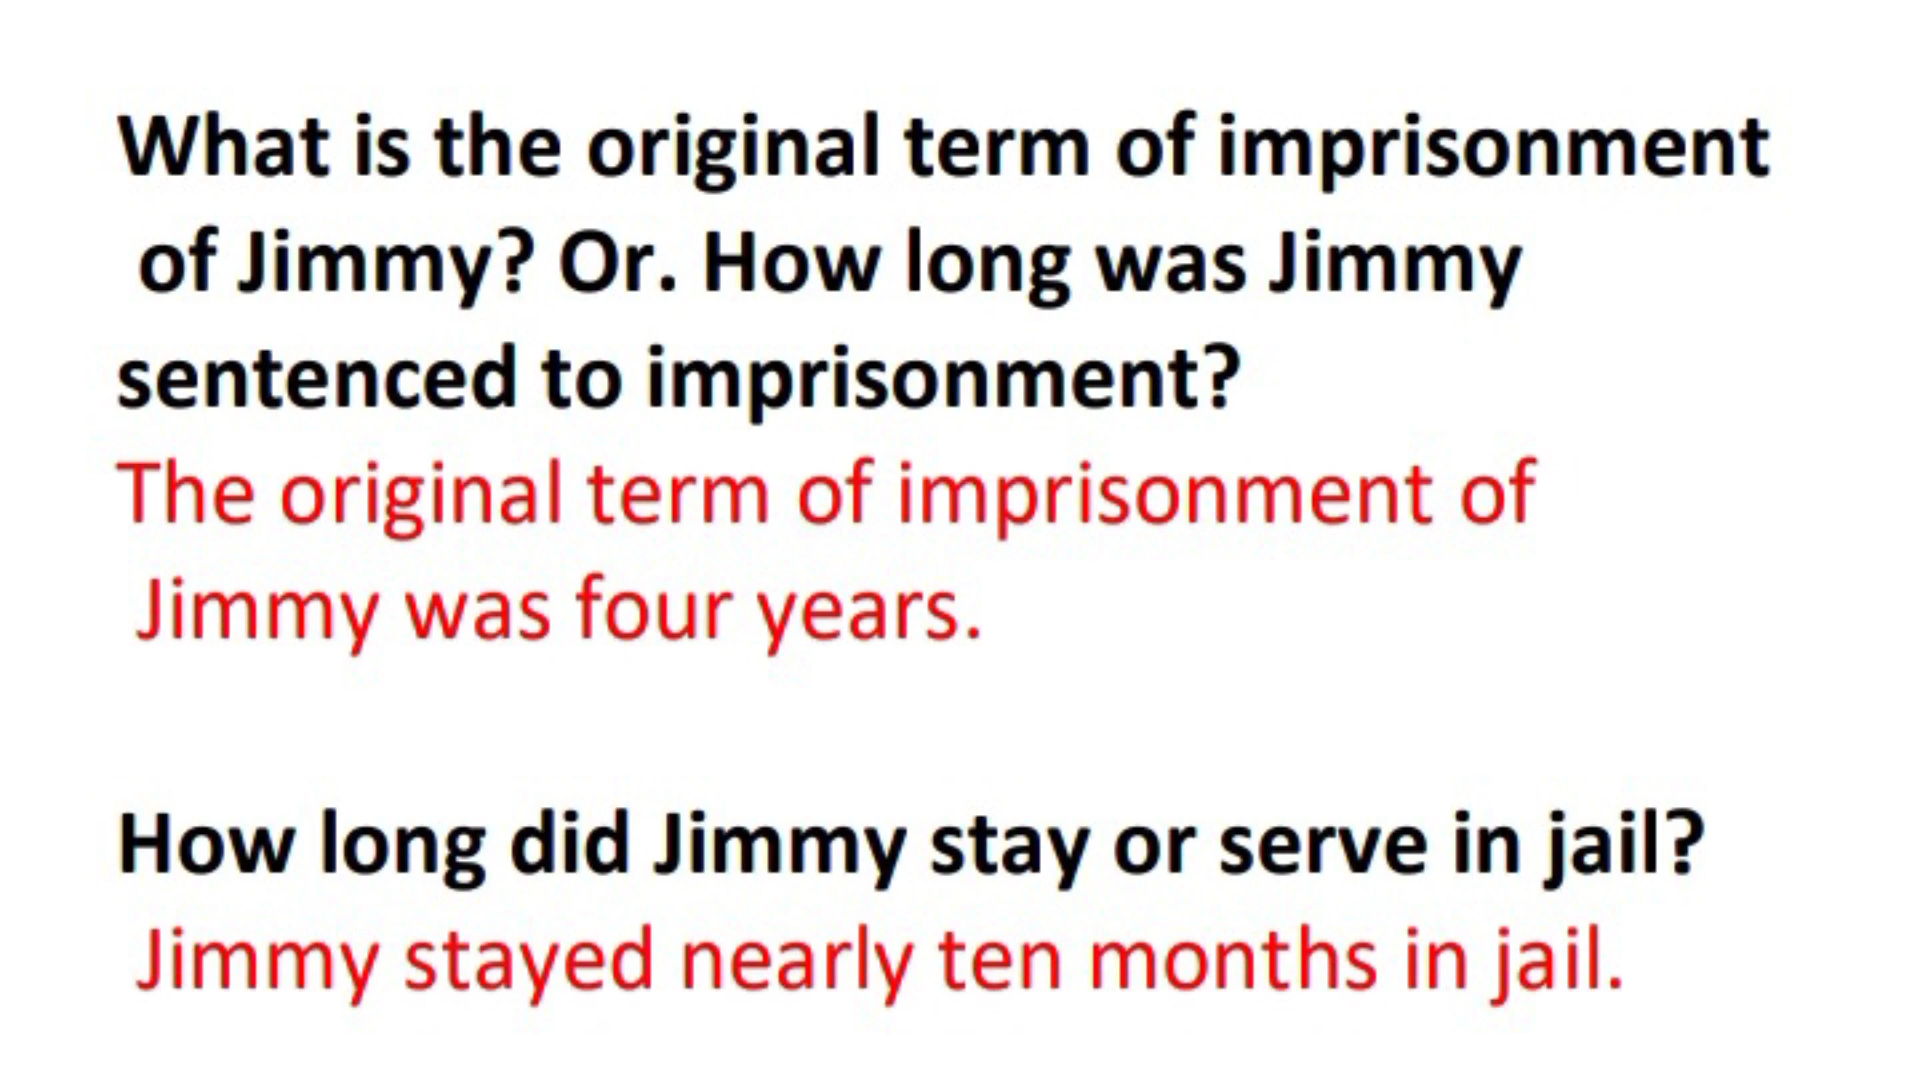 What is the original term of imprisonment
of Jimmy? Or. How long was Jimmy
sentenced to imprisonment?
The original term of imprisonment of
Jimmy was four years.
How long did Jimmy stay or serve in jail?
Jimmy stayed nearly ten months in jail.